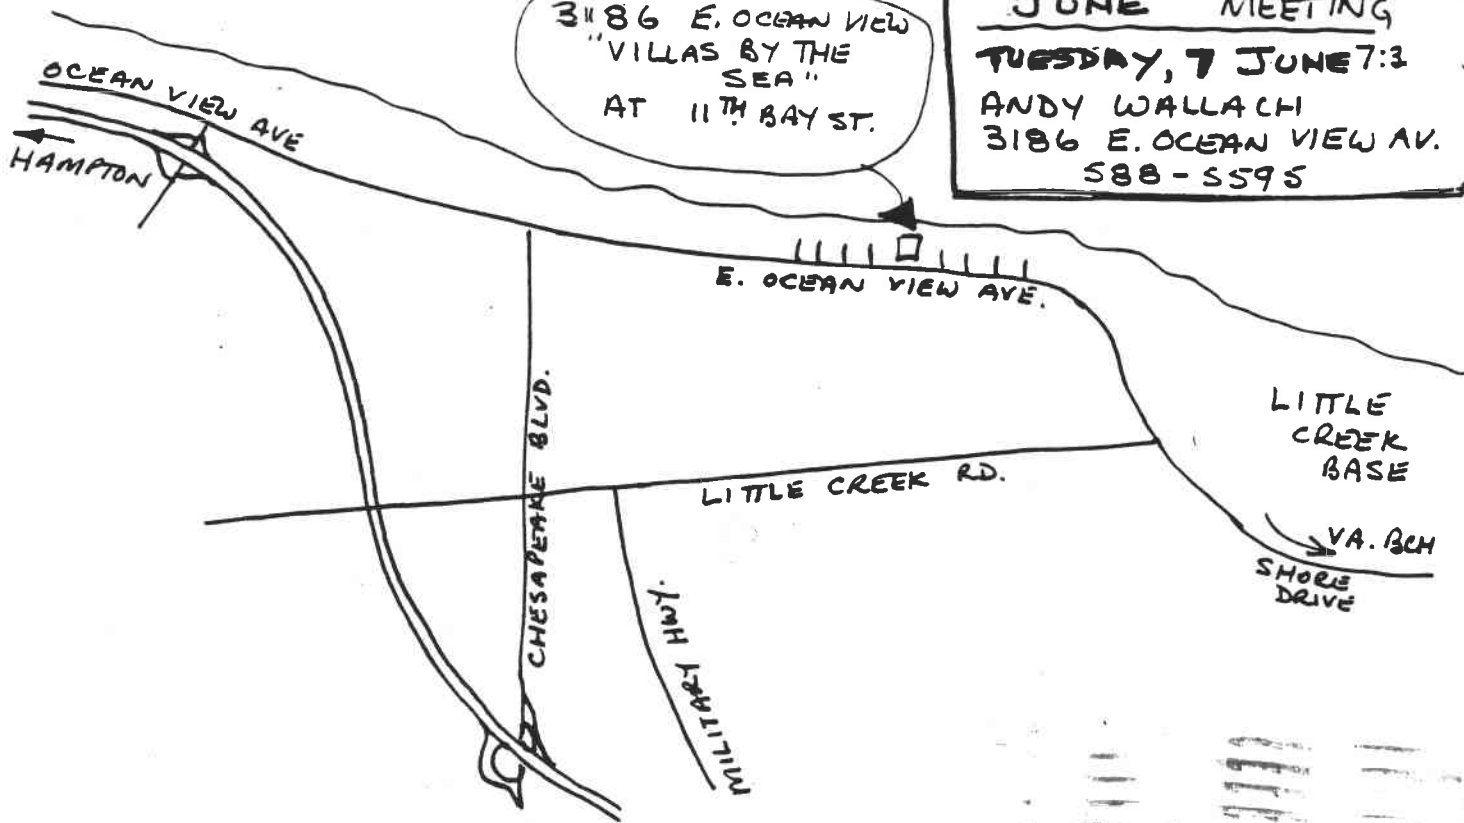 3186 E. OCEAN VIEW
"VILLAS BY THE
SEA"
AT 11TH BAY ST.
JUNE MEETING
TUESDAY, 7 JUNE 7:3
ANDY WALLACH
3186 E. OCEAN VIEW AV.
588-5595
OCEAN VIEW AVE
HAMPTON
E. OCEAN VIEW AVE.
CHESAPEAKE BLVD.
LITTLE CREEK RD.
MILITARY HWY.
LITTLE
CREEK
BASE
VA. BCH
SHORE
DRIVE